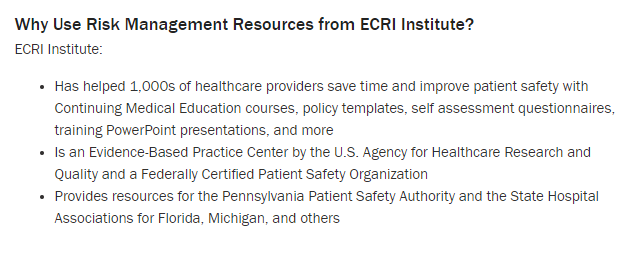 Why Use Risk Management Resources from ECRI Institute?
ECRI Institute:
• Has helped 1,000s of healthcare providers save time and improve patient safety with
Continuing Medical Education courses, policy templates, self assessment questionnaires,
training PowerPoint presentations, and more
• Is an Evidence-Based Practice Center by the U.S. Agency for Healthcare Research and
Quality and a Federally Certified Patient Safety Organization
• Provides resources for the Pennsylvania Patient Safety Authority and the State Hospital
Associations for Florida, Michigan, and others